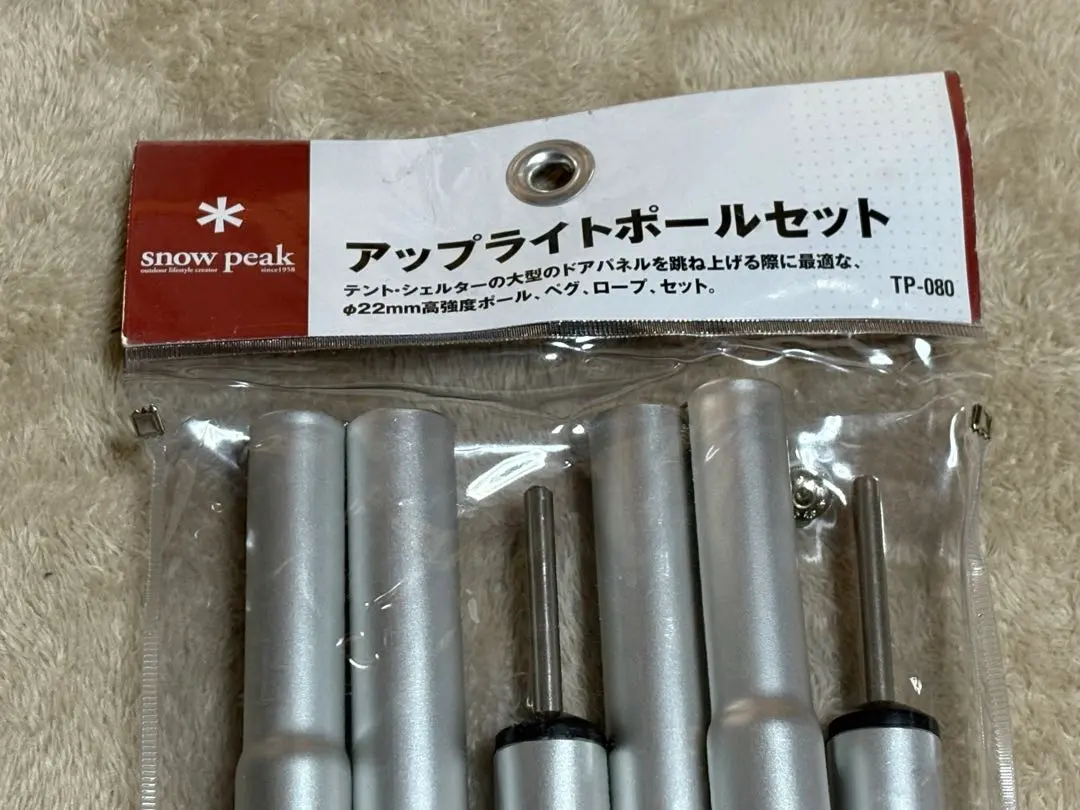 snow peak
outdoor lifestyle creator since1958
アップライトポールセット
テント・シェルターの大型のドアパネルを跳ね上げる際に最適な、
φ22mm高強度ポール、ペグ、ロープ、セット。
TP-080